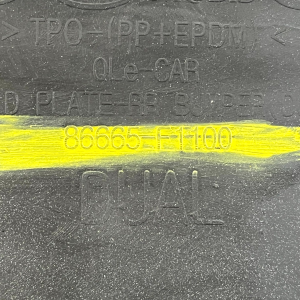 > TPO+(PP+EPDM) <
QLe-CAR
D PLATE-RR BUMPER
86665-F1100
DUAL